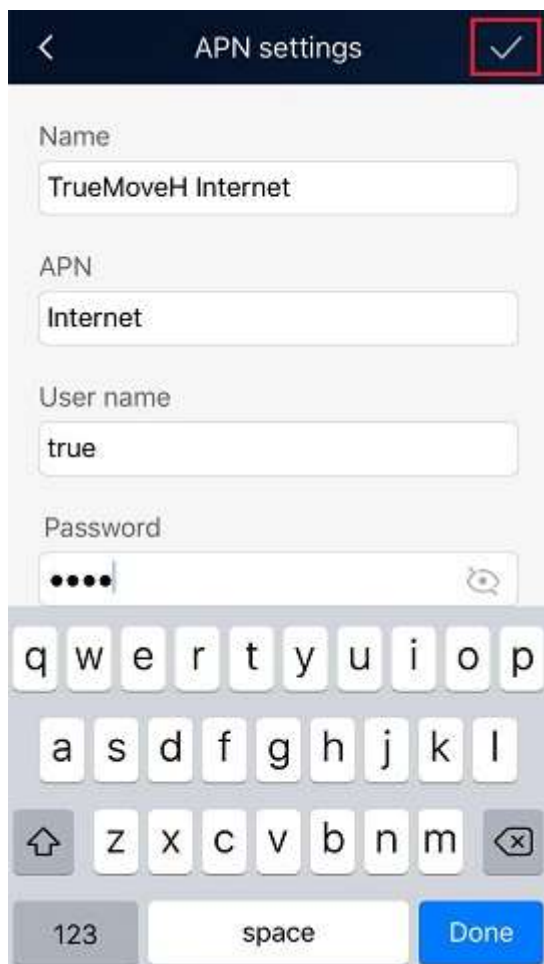 APN settings
Name
TrueMoveH Internet
APN
Internet
User name
true
Password
••••
q w e r t y u i o p
a s d f g h j k l
z x c v b n m
123 space Done